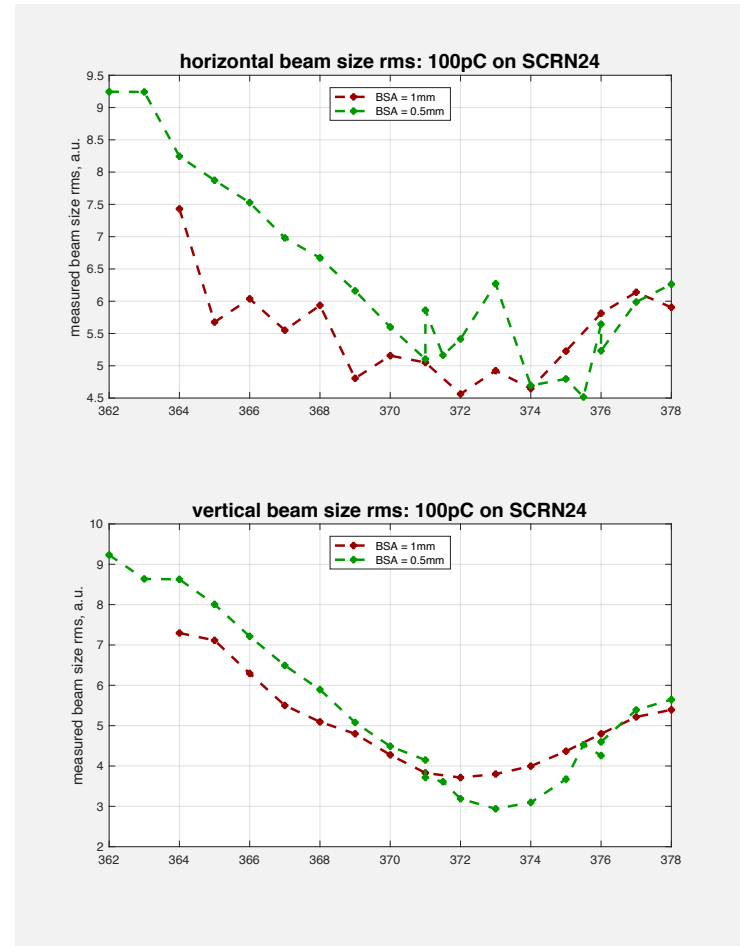 horizontal beam size rms: 100pC on SCRN24
9.5
9
8.5
8
7.5
7
6.5
6
5.5
5
4.5
measured beam size rms, a.u.
BSA = 1mm
BSA = 0.5mm
362 364 366 368 370 372 374 376 378
vertical beam size rms: 100pC on SCRN24
10
9
8
7
6
5
4
3
2
measured beam size rms, a.u.
BSA = 1mm
BSA = 0.5mm
362 364 366 368 370 372 374 376 378